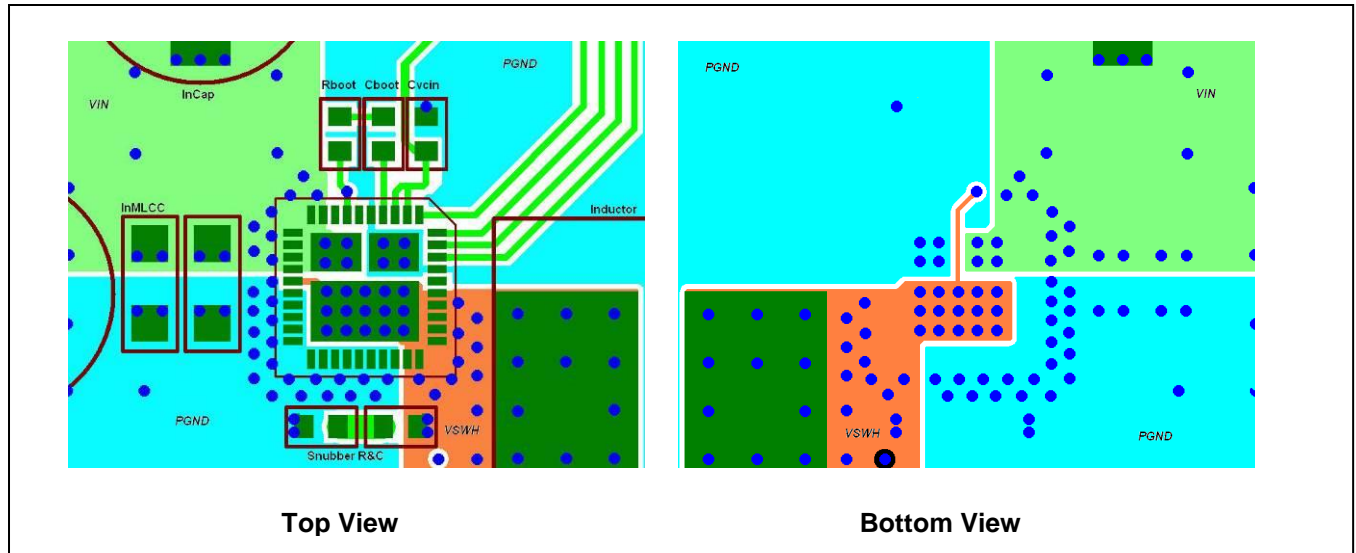 PGND
Rboot Cboot Cvcin
InCap
VIN
InMLCC
Inductor
PGND
VSWH
Snubber R&C
Top View
PGND
VIN
VSWH
PGND
Bottom View